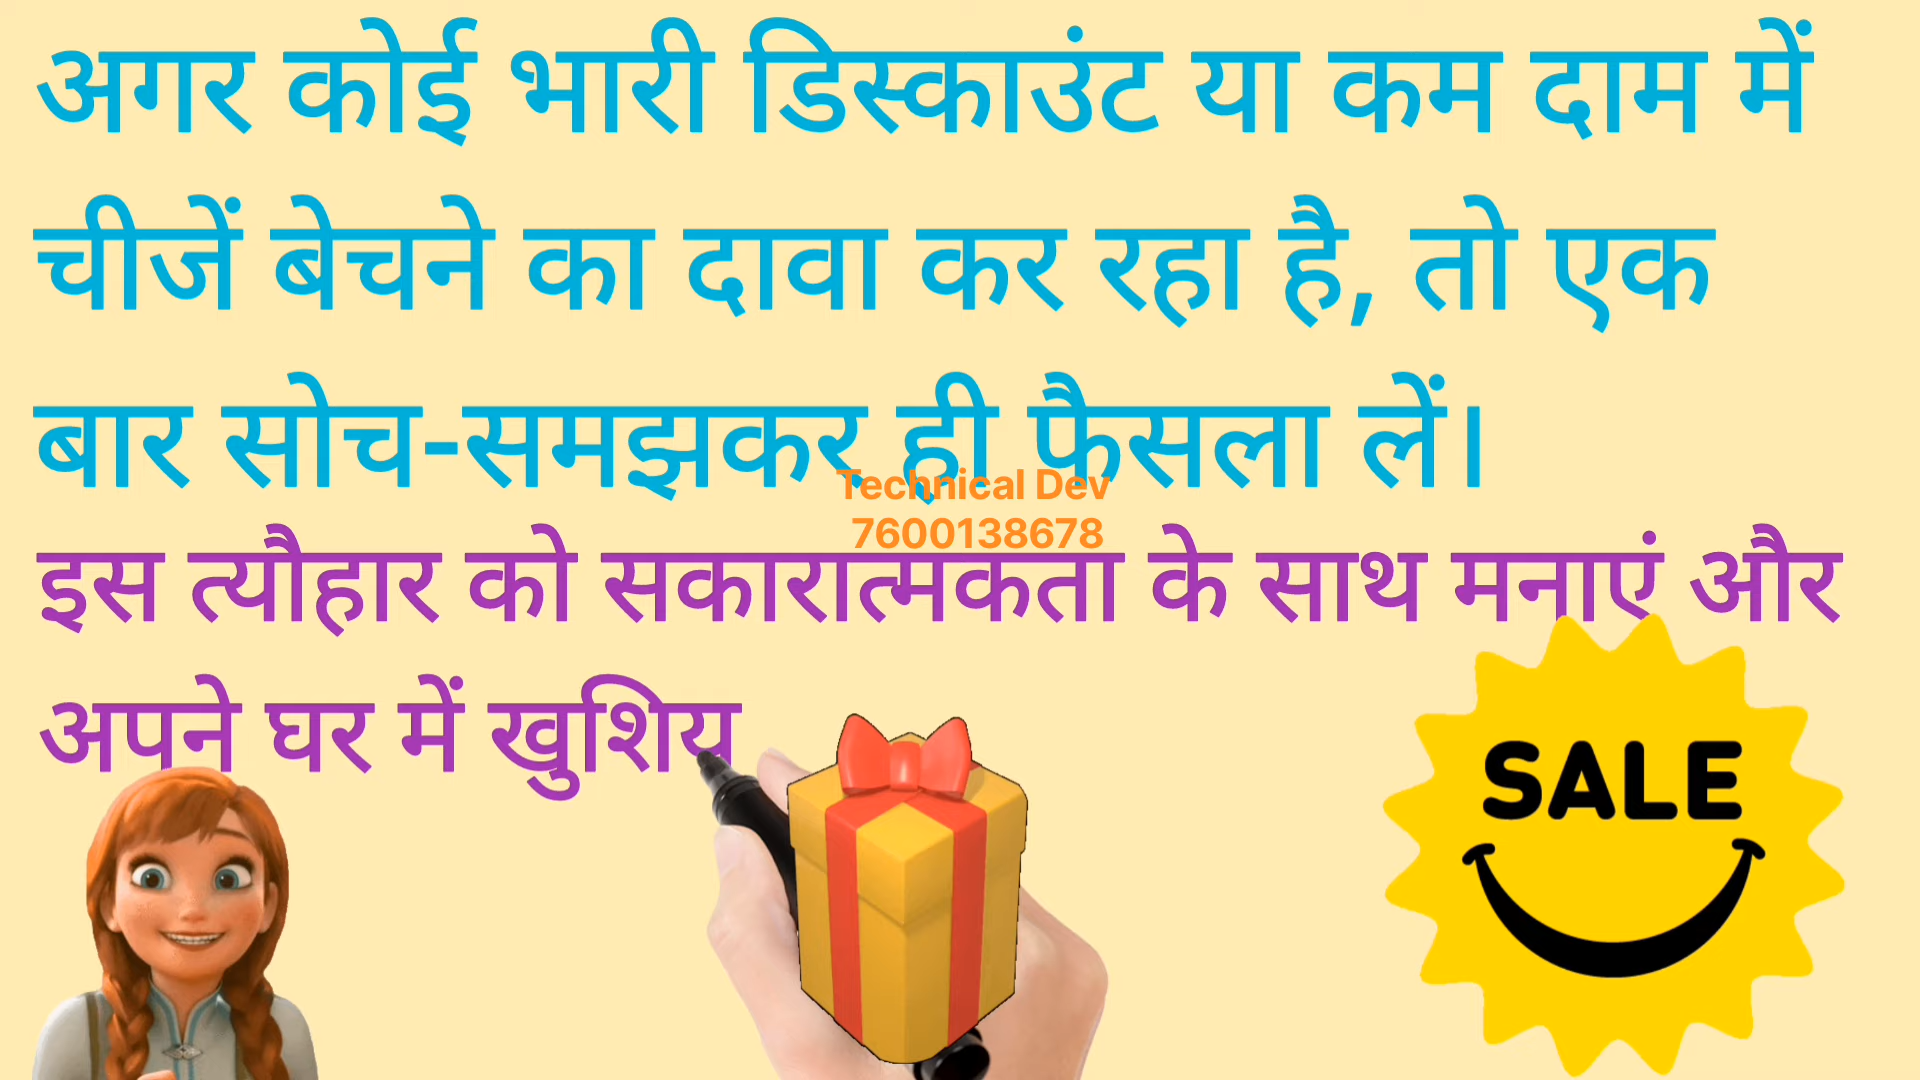 अगर कोई भारी डिस्काउंट या कम दाम में
चीजें बेचने का दावा कर रहा है, तो एक
बार सोच-समझकर ही फैसला लें।
Technical Dev
7600138678
इस त्यौहार को सकारात्मकता के साथ मनाएं और
अपने घर में खुशिय
SALE